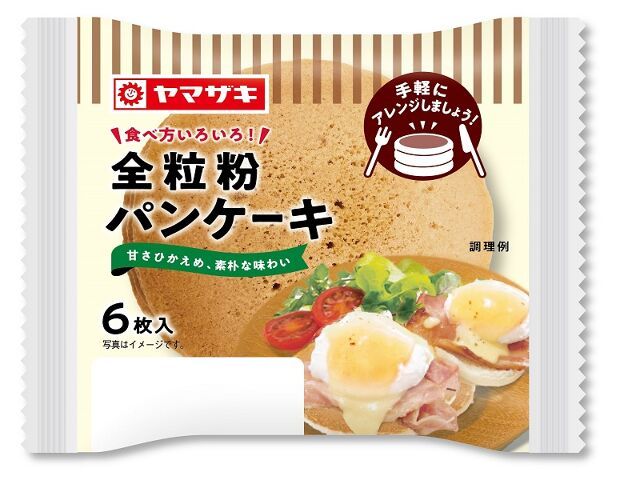 ヤマザキ
手軽に
アレンジしましょう!
食べ方いろいろ!
全粒粉
パンケーキ
甘さひかえめ、素朴な味わい
調理例
6枚入
写真はイメージです。